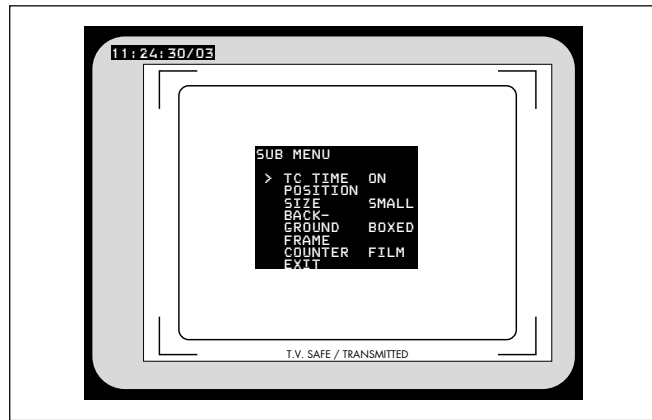 11:24:30/03
SUB MENU
> TC TIME ON
POSITION
SIZE SMALL
BACK-
GROUND BOXED
FRAME
COUNTER FILM
EXIT
T.V. SAFE / TRANSMITTED